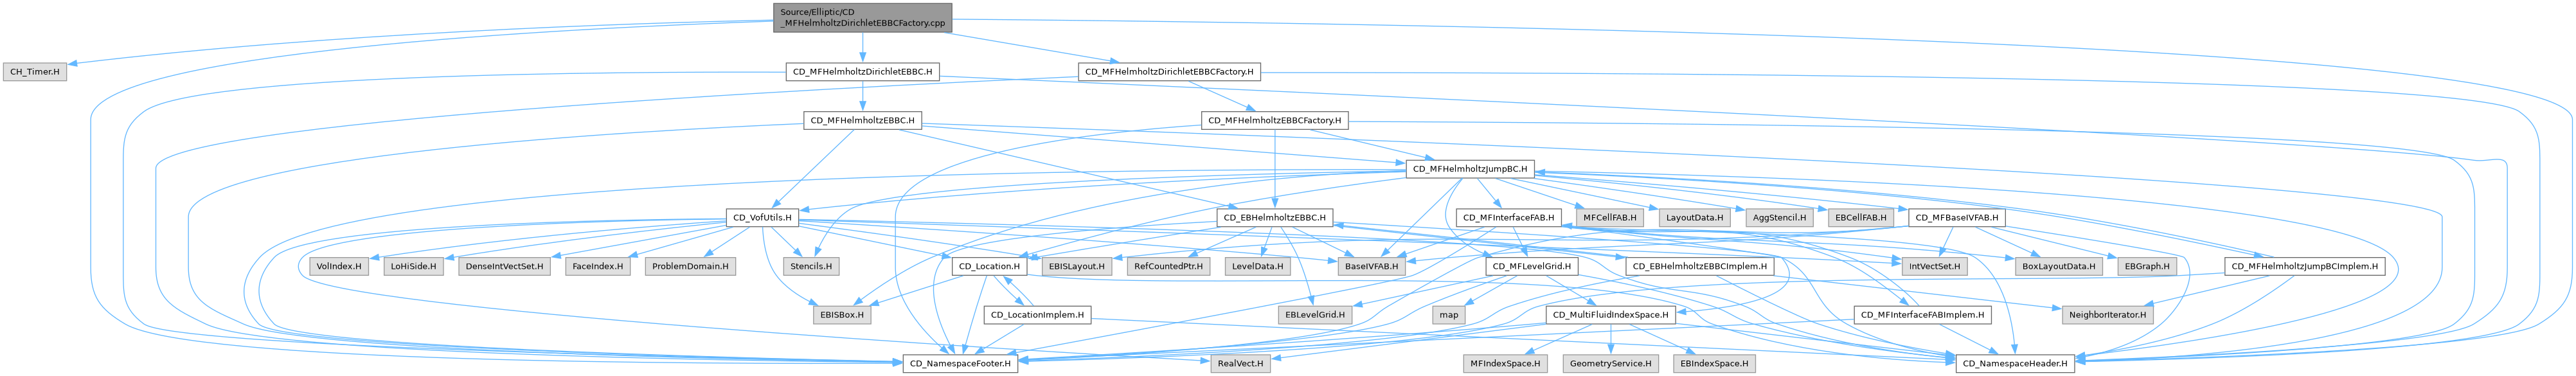 Source/Elliptic/CD
_MFHelmholtzDirichletEBBCFactory.cpp
CH_Timer.H
CD_MFHelmholtzDirichletEBBC.H
CD_MFHelmholtzDirichletEBBCFactory.H
CD_MFHelmholtzEBBC.H
CD_MFHelmholtzEBBCFactory.H
CD_MFHelmholtzJumpBC.H
CD_VofUtils.H
CD_EBHelmholtzEBBC.H
CD_MFInterfaceFAB.H
MFCellFAB.H
LayoutData.H
AggStencil.H
EBCellFAB.H
CD_MFBaseIVFAB.H
VolIndex.H
LoHiSide.H
DenseIntVectSet.H
FaceIndex.H
ProblemDomain.H
Stencils.H
CD_Location.H
EBISLayout.H
RefCountedPtr.H
LevelData.H
BaseIVFAB.H
CD_MFLevelGrid.H
CD_EBHelmholtzEBBCImplem.H
IntVectSet.H
BoxLayoutData.H
EBGraph.H
CD_MFHelmholtzJumpBCImplem.H
EBISBox.H
CD_LocationImplem.H
EBLevelGrid.H
map
CD_MultiFluidIndexSpace.H
CD_MFInterfaceFABImplem.H
NeighborIterator.H
CD_NamespaceFooter.H
RealVect.H
MFIndexSpace.H
GeometryService.H
EBIndexSpace.H
CD_NamespaceHeader.H